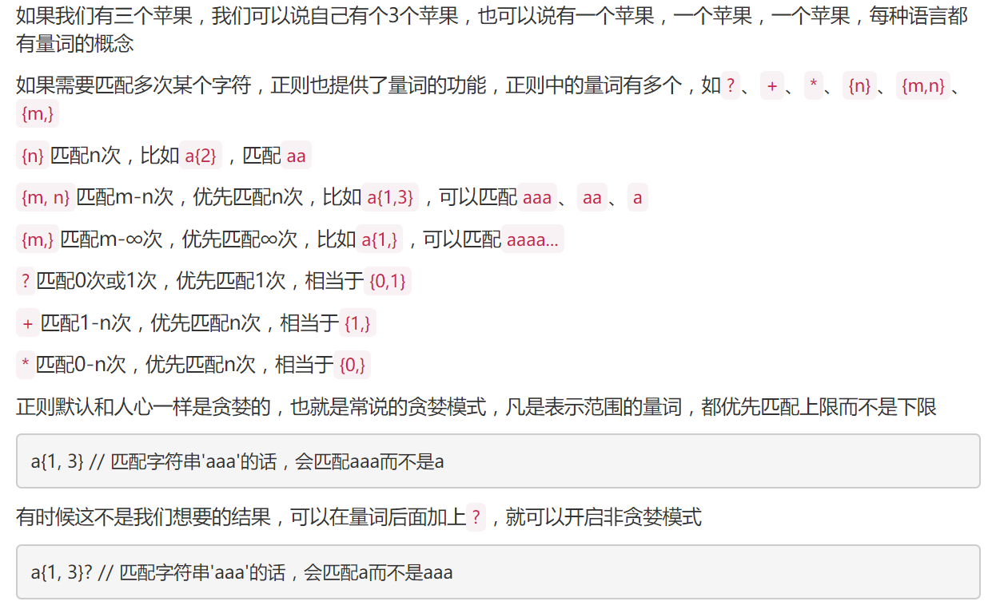 如果我们有三个苹果，我们可以说自己有个3个苹果，也可以说有一个苹果，一个苹果，一个苹果，每种语言都
有量词的概念
如果需要匹配多次某个字符，正则也提供了量词的功能，正则中的量词有多个，如?、+、*、{n}、{m,n}、
{m,}
{n}匹配n次，比如a{2}，匹配aa
{m, n}匹配m-n次，优先匹配n次，比如a{1,3}，可以匹配aaa、aa、a
{m,}匹配m-∞次，优先匹配∞次，比如a{1,}，可以匹配aaaa...
?匹配0次或1次，优先匹配1次，相当于{0,1}
+匹配1-n次，优先匹配n次，相当于{1,}
*匹配0-n次，优先匹配n次，相当于{0,}
正则默认和人心一样是贪婪的，也就是常说的贪婪模式，凡是表示范围的量词，都优先匹配上限而不是下限
a{1, 3} // 匹配字符串'aaa'的话，会匹配aaa而不是a
有时候这不是我们想要的结果，可以在量词后面加上?，就可以开启非贪婪模式
a{1, 3}? // 匹配字符串'aaa'的话，会匹配a而不是aaa